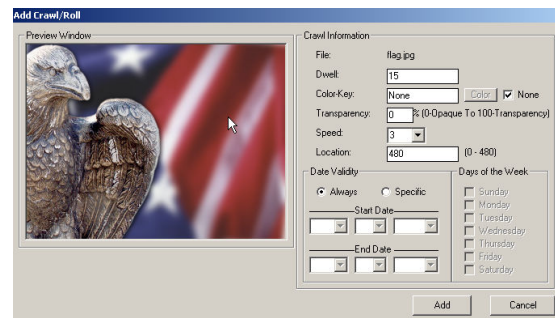 Add Crawl/Roll
Preview Window
Crawl Information
File: flag.jpg
Dwell: 15
Color-Key: None Color None
Transparency: 0 % (0-Opaque To 100-Transparency)
Speed: 3
Location: 480 (0 - 480)
Date Validity
Always Specific
Start Date
End Date
Days of the Week
Sunday
Monday
Tuesday
Wednesday
Thursday
Friday
Saturday
Add Cancel